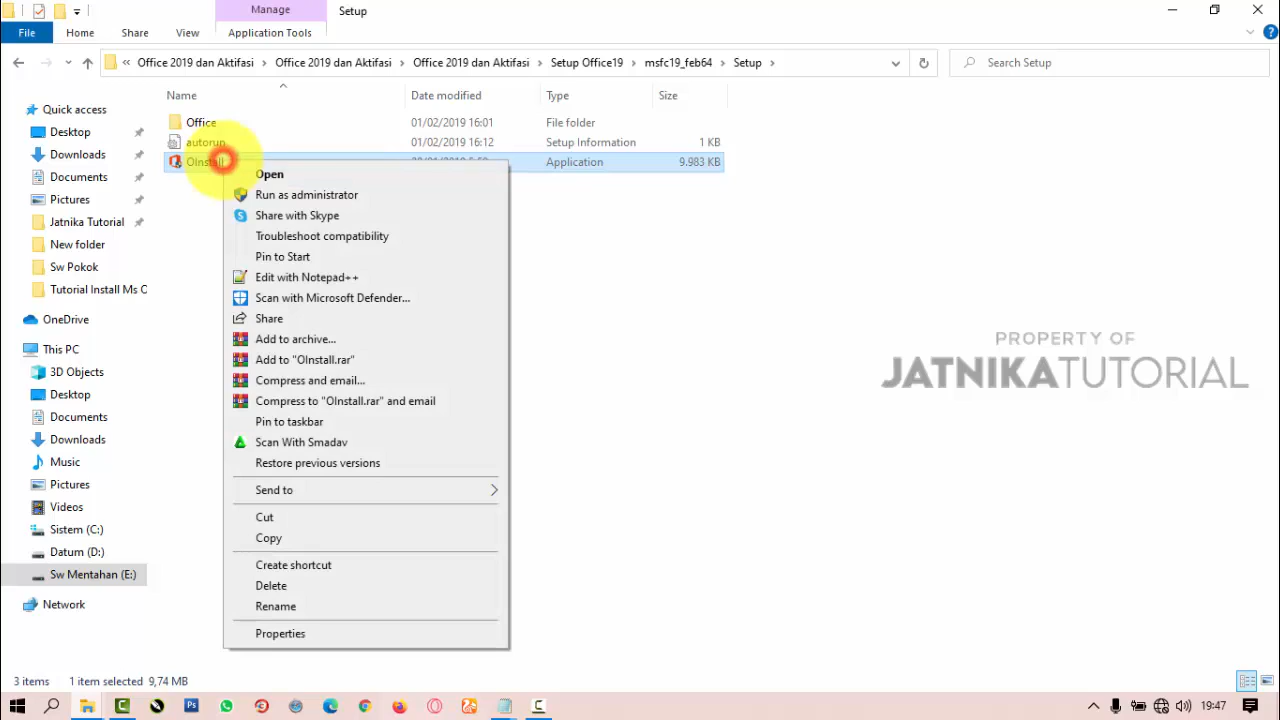 Manage
Setup
File
Home
Share
View
Application Tools
Office 2019 dan Aktifasi
Office 2019 dan Aktifasi
Office 2019 dan Aktifasi
Setup Office19
msfc19_feb64
Setup
Search Setup
Name
Date modified
Type
Size
Quick access
Desktop
Downloads
Documents
Pictures
Jatnika Tutorial
New folder
Sw Pokok
Tutorial Install Ms O
OneDrive
This PC
3D Objects
Desktop
Documents
Downloads
Music
Pictures
Videos
Sistem (C:)
Datum (D:)
Sw Mentahan (E:)
Network
Office
01/02/2019 16:01
File folder
autorun
01/02/2019 16:12
Setup Information
1 KB
OInstall
Application
9.983 KB
Open
Run as administrator
Share with Skype
Troubleshoot compatibility
Pin to Start
Edit with Notepad++
Scan with Microsoft Defender...
Share
Add to archive...
Add to "OInstall.rar"
Compress and email...
Compress to "OInstall.rar" and email
Pin to taskbar
Scan With Smadav
Restore previous versions
Send to
Cut
Copy
Create shortcut
Delete
Rename
Properties
PROPERTY OF
JATNIKATUTORIAL
3 items
1 item selected 9,74 MB
19:47